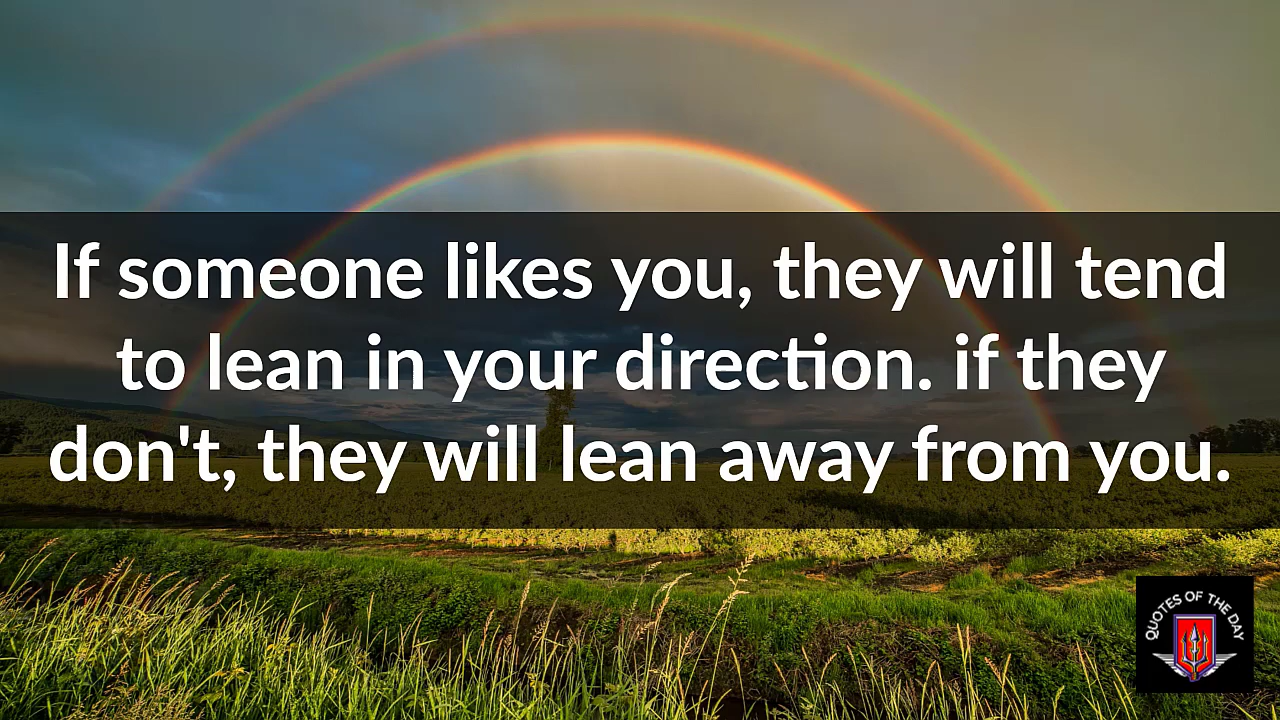 If someone likes you, they will tend
to lean in your direction. if they
don't, they will lean away from you.
QUOTES OF THE DAY